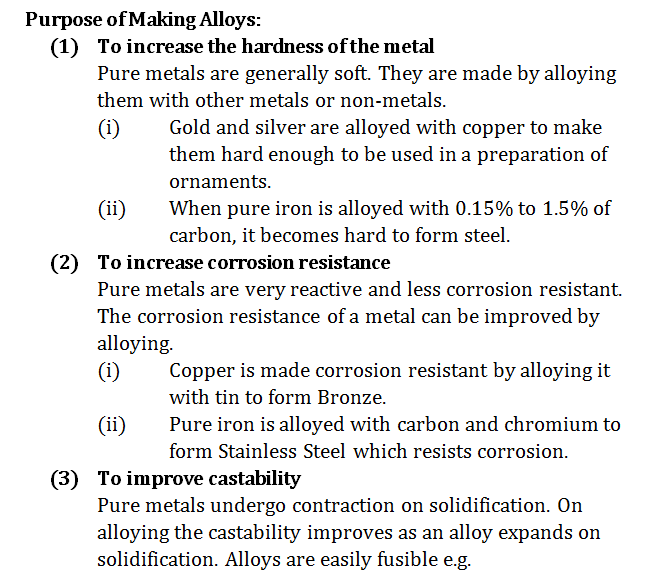 Purpose of Making Alloys:
(1) To increase the hardness of the metal
Pure metals are generally soft. They are made by alloying
them with other metals or non-metals.
(i) Gold and silver are alloyed with copper to make
them hard enough to be used in a preparation of
ornaments.
(ii) When pure iron is alloyed with 0.15% to 1.5% of
carbon, it becomes hard to form steel.
(2) To increase corrosion resistance
Pure metals are very reactive and less corrosion resistant.
The corrosion resistance of a metal can be improved by
alloying.
(i) Copper is made corrosion resistant by alloying it
with tin to form Bronze.
(ii) Pure iron is alloyed with carbon and chromium to
form Stainless Steel which resists corrosion.
(3) To improve castability
Pure metals undergo contraction on solidification. On
alloying the castability improves as an alloy expands on
solidification. Alloys are easily fusible e.g.